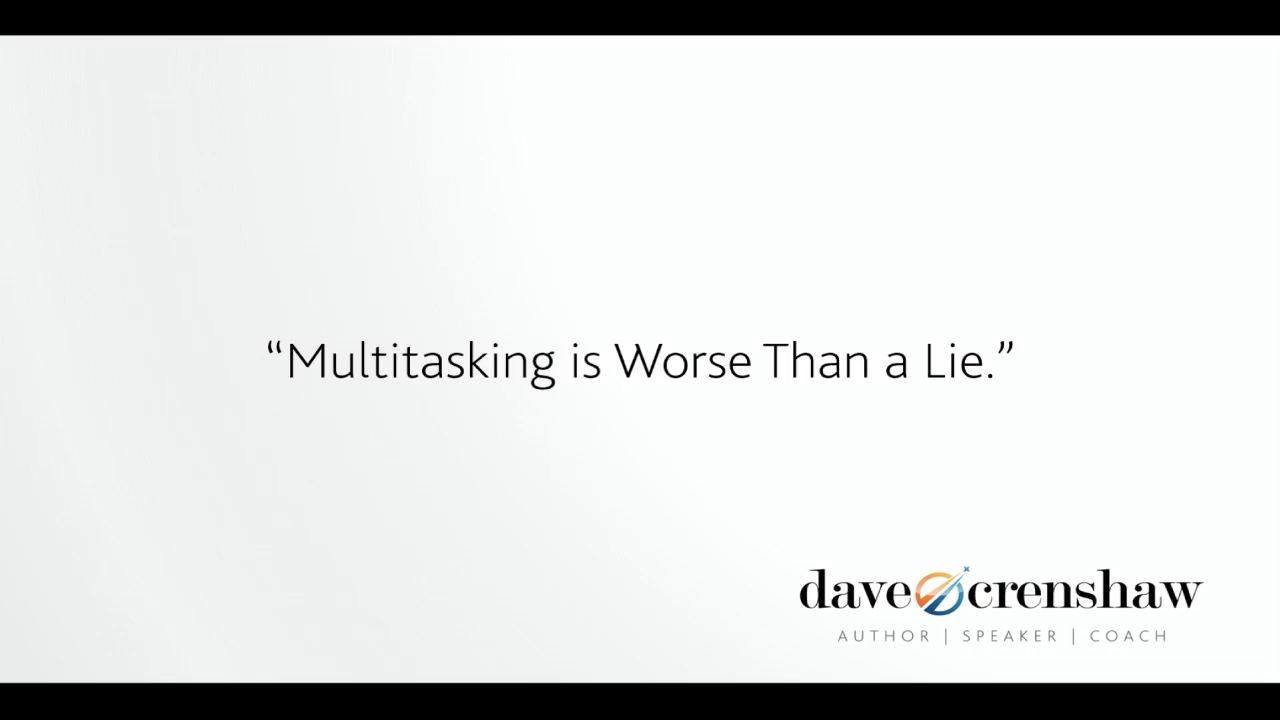 “Multitasking is Worse Than a Lie.”
dave crenshaw
AUTHOR | SPEAKER | COACH